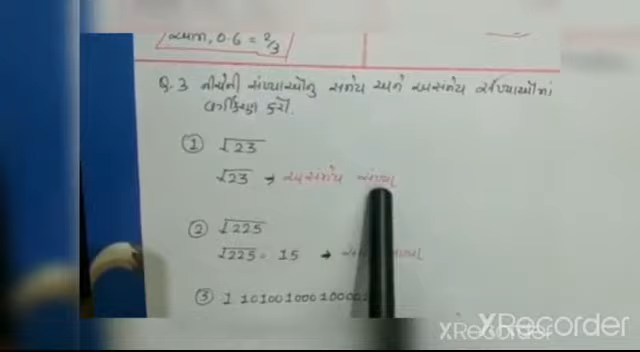 આમ, 0.6 = 2/3
Q.3 નીચેની સંખ્યાઓનું સંમેય અને અસંમેય સંખ્યાઓમાં
વર્ગીકરણ કરો.
① √23
√23 → અસંમેય સંખ્યા
② √225
√225 = 15 →
③ 1.101001000100001
XRecorder
XRecorder